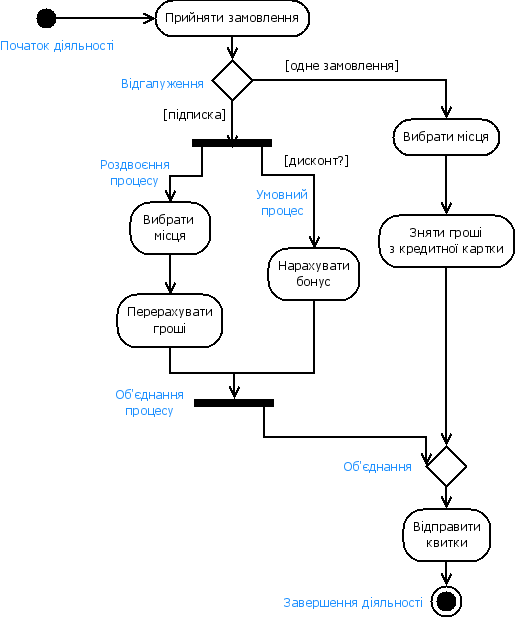 Прийняти замовлення
Початок діяльності
[одне замовлення]
Відгалуження
[підписка]
Вибрати місця
Роздвоєння
процесу
[дисконт?]
Умовний
процес
Вибрати
місця
Зняти гроші
з кредитної картки
Нарахувати
бонус
Перерахувати
гроші
Об'єднання
процесу
Об'єднання
Відправити
квитки
Завершення діяльності